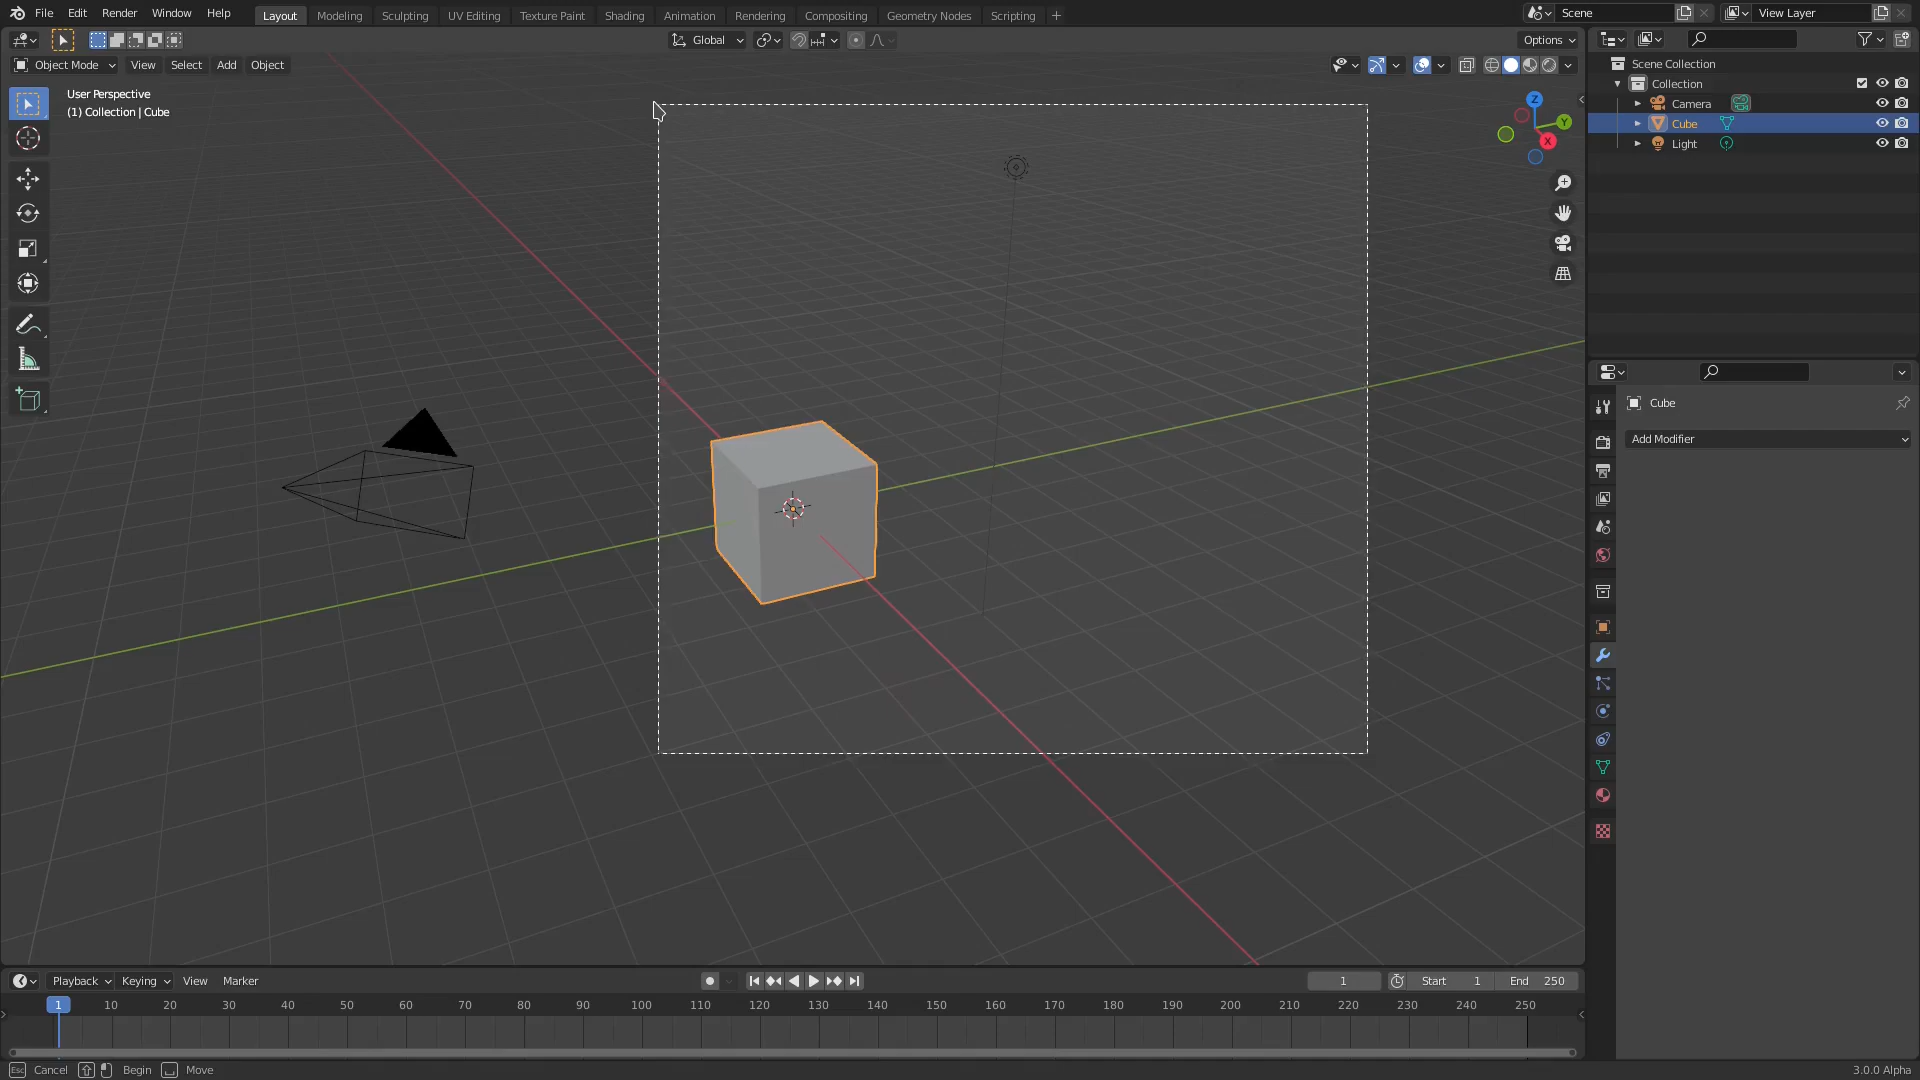 File Edit Render Window Help Layout Modeling Sculpting UV Editing Texture Paint Shading Animation Rendering Compositing Geometry Nodes Scripting + Scene View Layer
Global Options
Object Mode View Select Add Object
User Perspective
(1) Collection | Cube
Z
Y
X
Scene Collection
Collection
Camera
Cube
Light
Cube
Add Modifier
Playback Keying View Marker 1 Start 1 End 250
1 10 20 30 40 50 60 70 80 90 100 110 120 130 140 150 160 170 180 190 200 210 220 230 240 250
Esc Cancel Begin Move 3.0.0 Alpha